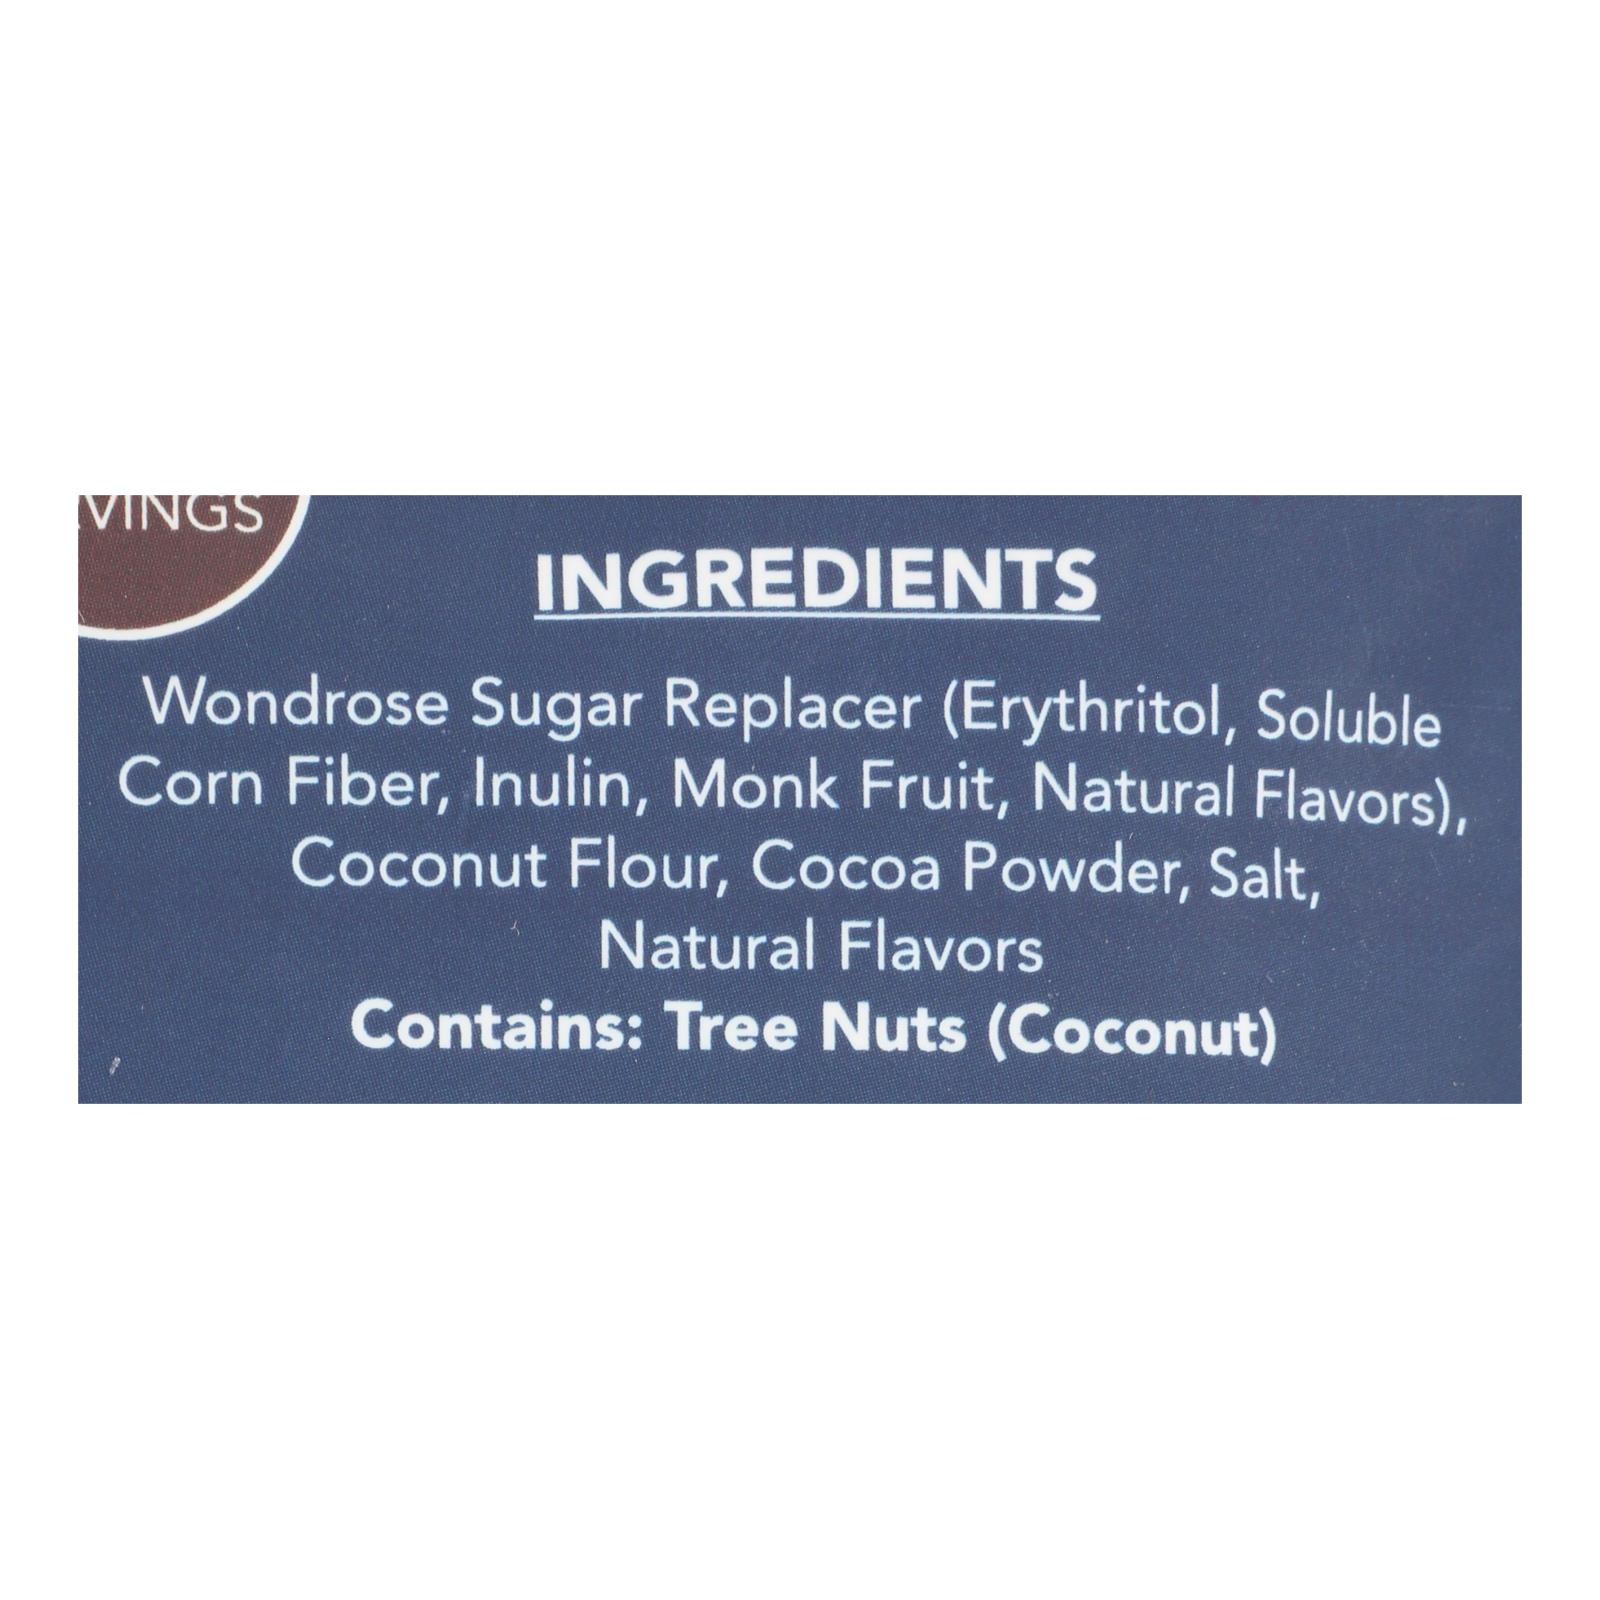 VINGS
INGREDIENTS
Wondrose Sugar Replacer (Erythritol, Soluble
Corn Fiber, Inulin, Monk Fruit, Natural Flavors),
Coconut Flour, Cocoa Powder, Salt,
Natural Flavors
Contains: Tree Nuts (Coconut)